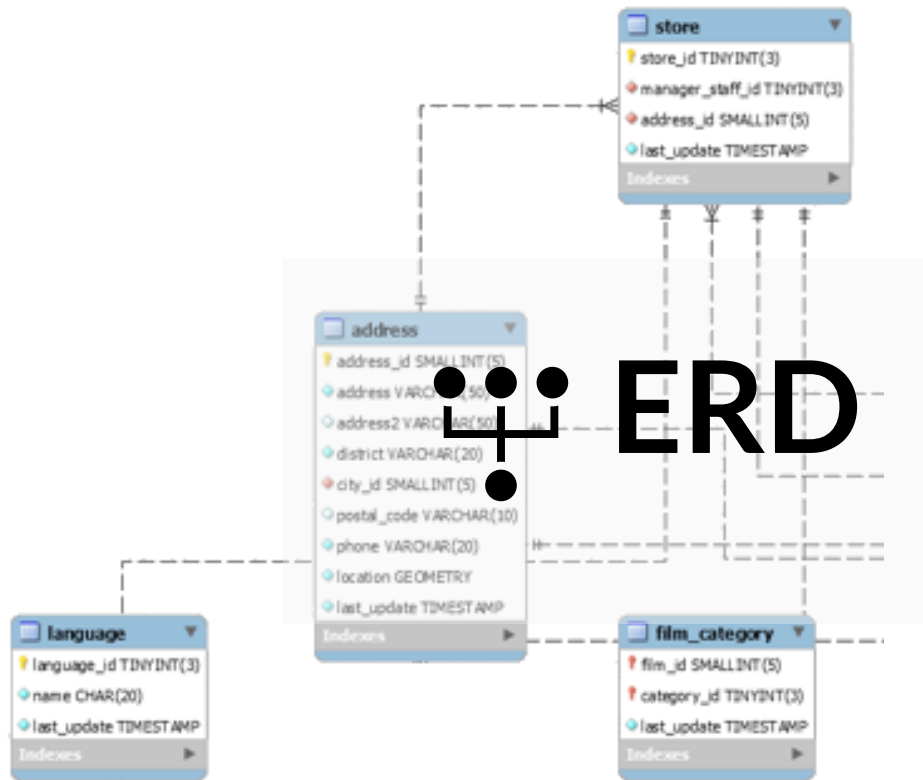 store
store_id TINYINT(3)
manager_staff_id TINYINT(3)
address_id SMALLINT(5)
last_update TIMESTAMP
Indexes
address
address_id SMALLINT(5)
address VARCHAR(50)
address2 VARCHAR(50)
district VARCHAR(20)
city_id SMALLINT(5)
postal_code VARCHAR(10)
phone VARCHAR(20)
location GEOMETRY
last_update TIMESTAMP
Indexes
ERD
language
language_id TINYINT(3)
name CHAR(20)
last_update TIMESTAMP
Indexes
film_category
film_id SMALLINT(5)
category_id TINYINT(3)
last_update TIMESTAMP
Indexes